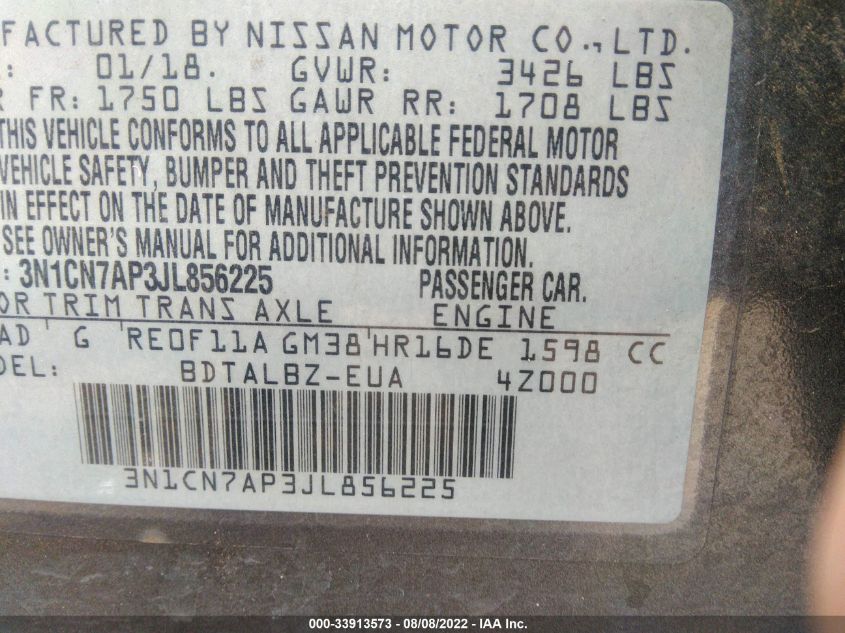 FACTURED BY NISSAN MOTOR CO., LTD.
: 01/18. GVWR: 3426 LBS
R FR: 1750 LBS GAWR RR: 1708 LBS
THIS VEHICLE CONFORMS TO ALL APPLICABLE FEDERAL MOTOR
VEHICLE SAFETY, BUMPER AND THEFT PREVENTION STANDARDS
IN EFFECT ON THE DATE OF MANUFACTURE SHOWN ABOVE.
SEE OWNER'S MANUAL FOR ADDITIONAL INFORMATION.
: 3N1CN7AP3JL856225 PASSENGER CAR.
OR TRIM TRANS AXLE ENGINE
AD G RE0F11A GM38 HR16DE 1598 CC
DEL: BDTALBZ-EUA 4Z000
3N1CN7AP3JL856225
000-33913573 - 08/08/2022 - IAA Inc.